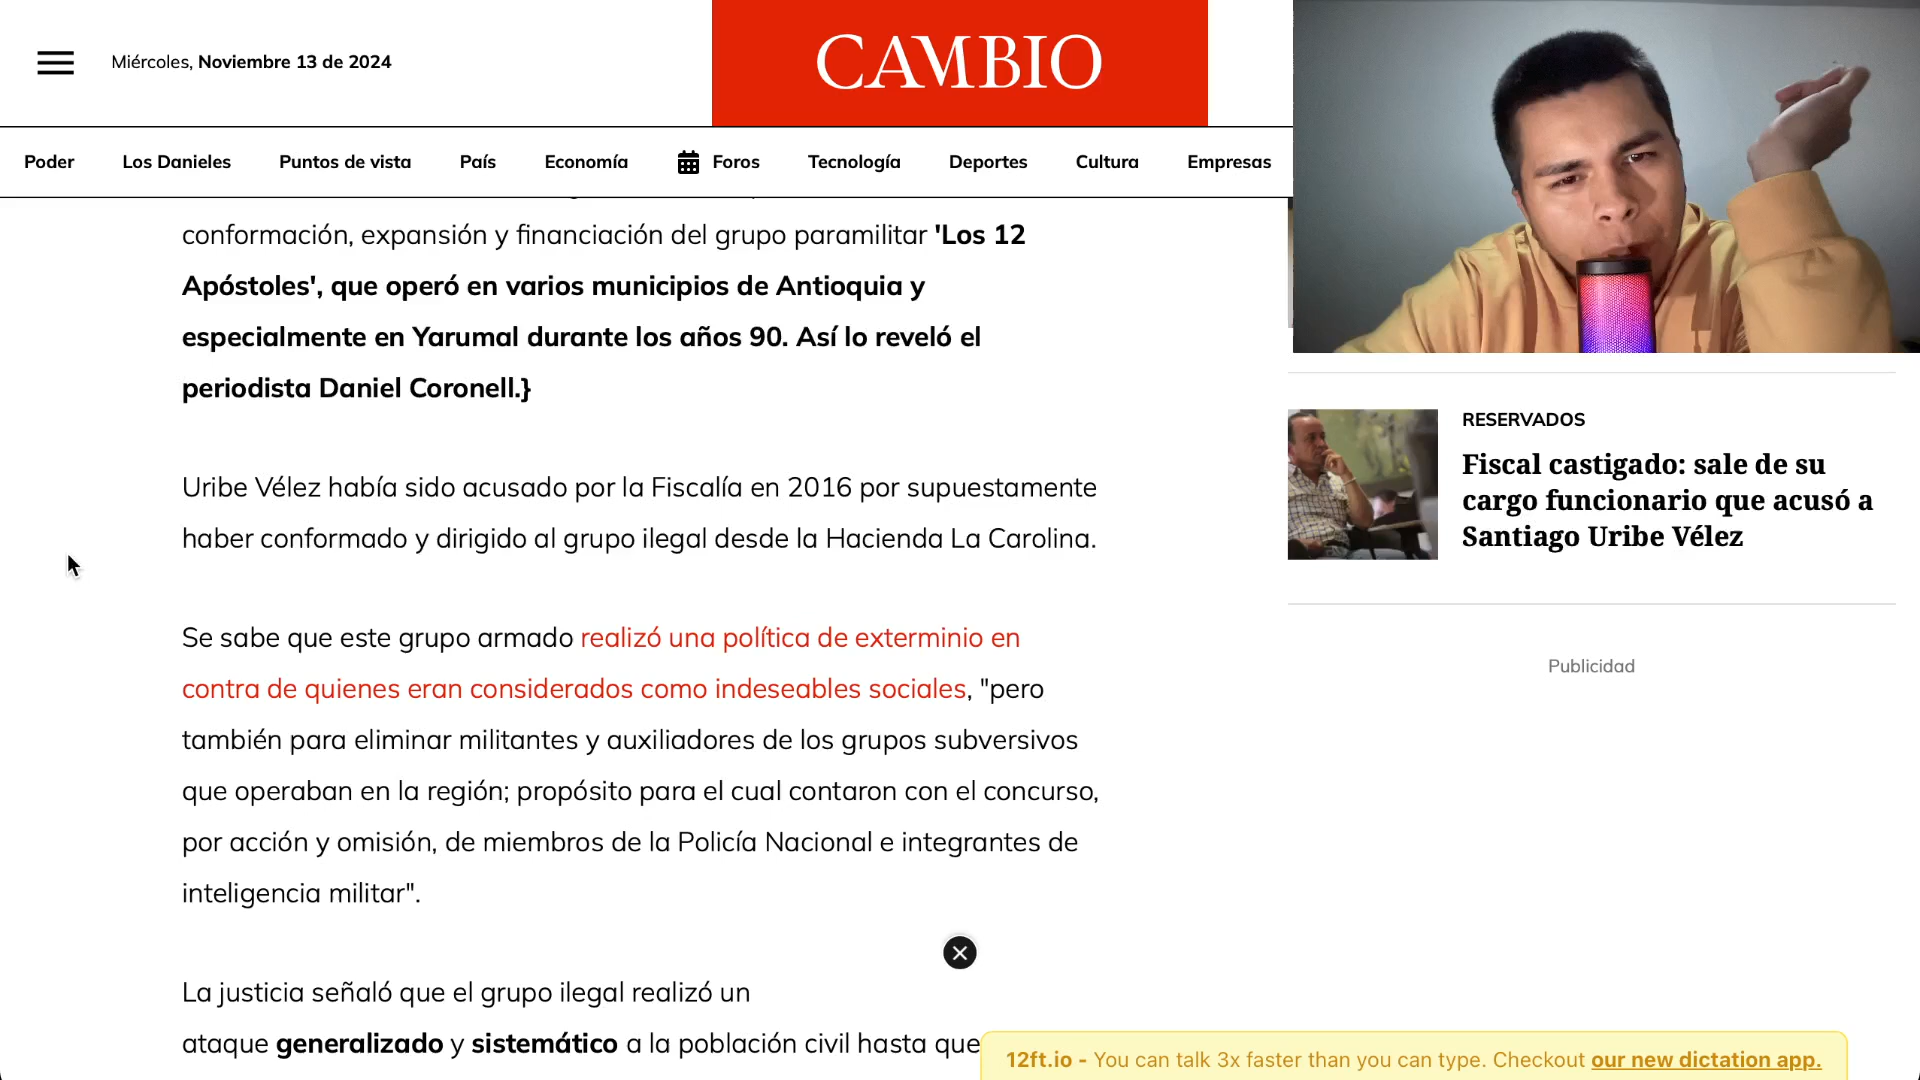 Miércoles, Noviembre 13 de 2024
CAMBIO
Poder Los Danieles Puntos de vista País Economía Foros Tecnología Deportes Cultura Empresas
conformación, expansión y financiación del grupo paramilitar 'Los 12
Apóstoles', que operó en varios municipios de Antioquia y
especialmente en Yarumal durante los años 90. Así lo reveló el
periodista Daniel Coronell.}
Uribe Vélez había sido acusado por la Fiscalía en 2016 por supuestamente
haber conformado y dirigido al grupo ilegal desde la Hacienda La Carolina.
Se sabe que este grupo armado realizó una política de exterminio en
contra de quienes eran considerados como indeseables sociales, "pero
también para eliminar militantes y auxiliadores de los grupos subversivos
que operaban en la región; propósito para el cual contaron con el concurso,
por acción y omisión, de miembros de la Policía Nacional e integrantes de
inteligencia militar".
La justicia señaló que el grupo ilegal realizó un
ataque generalizado y sistemático a la población civil hasta que
RESERVADOS
Fiscal castigado: sale de su
cargo funcionario que acusó a
Santiago Uribe Vélez
Publicidad
12ft.io - You can talk 3x faster than you can type. Checkout our new dictation app.